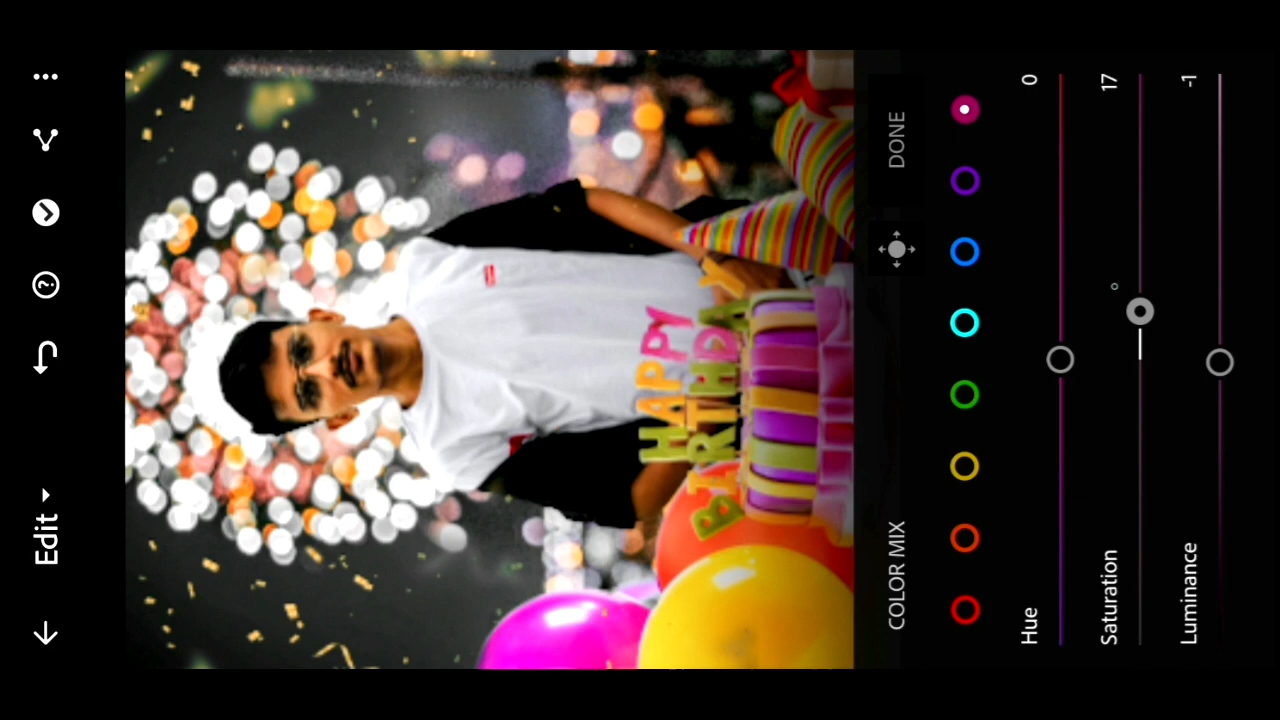 Edit
HAPPY
BIRTHDAY
COLOR MIX
DONE
Hue 0
Saturation 17
Luminance -1